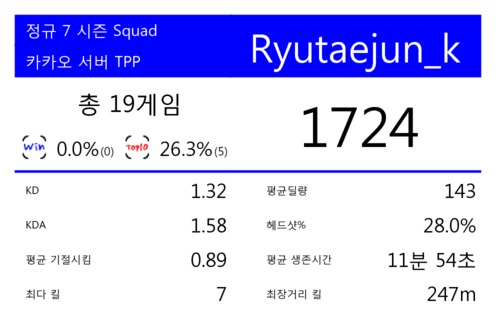 정규 7 시즌 Squad
카카오 서버 TPP
Ryutaejun_k
총 19게임
Win 0.0%(0) Top10 26.3%(5)
1724
KD 1.32
평균딜량 143
KDA 1.58
헤드샷% 28.0%
평균 기절시킴 0.89
평균 생존시간 11분 54초
최다 킬 7
최장거리 킬 247m